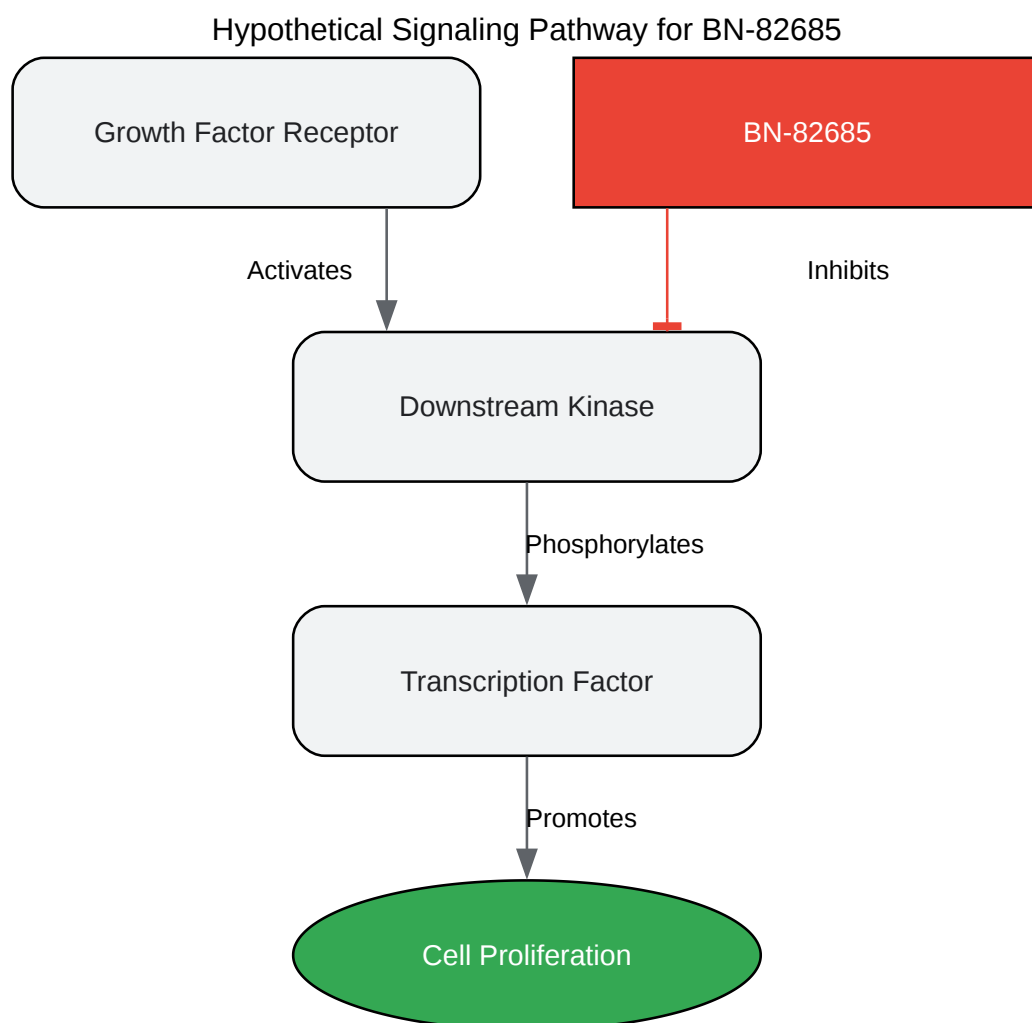 Hypothetical Signaling Pathway for BN-82685
Growth Factor Receptor
BN-82685
Activates
Inhibits
Downstream Kinase
Phosphorylates
Transcription Factor
Promotes
Cell Proliferation